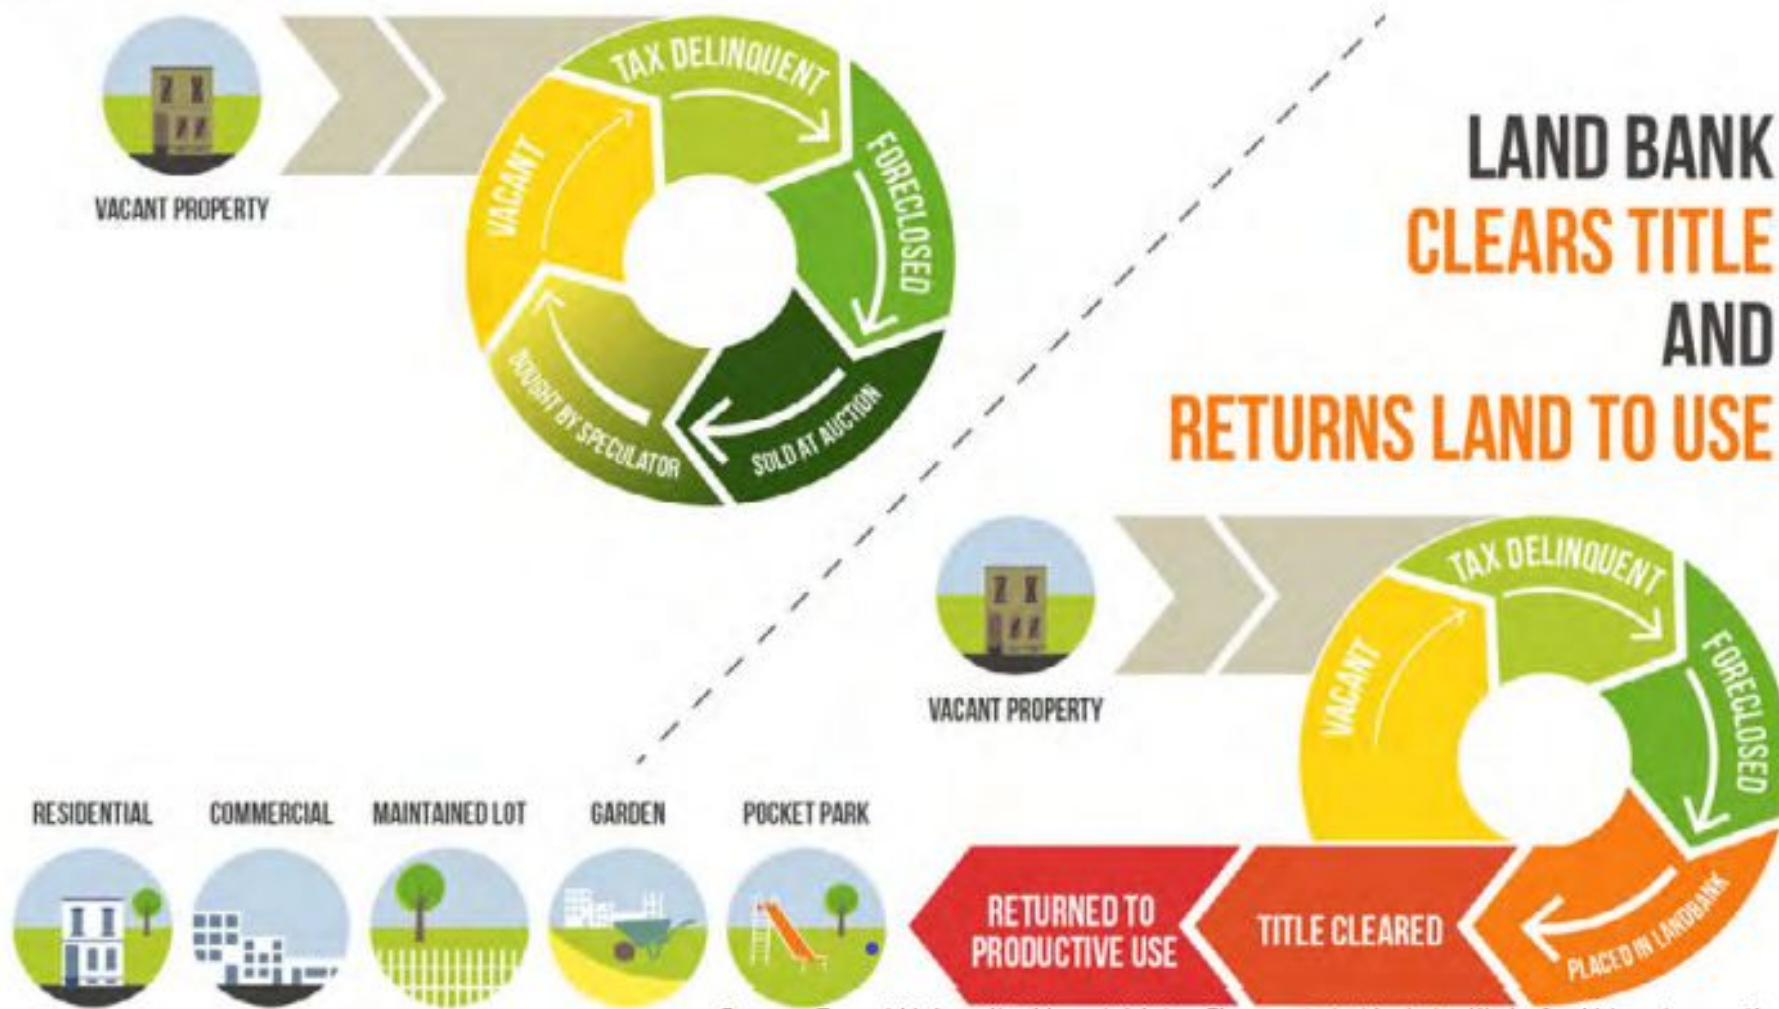 VACANT PROPERTY
TAX DELINQUENT
FORECLOSED
SOLD AT AUCTION
BOUGHT BY SPECULATOR
VACANT
LAND BANK
CLEARS TITLE
AND
RETURNS LAND TO USE
VACANT PROPERTY
TAX DELINQUENT
FORECLOSED
PLACED IN LANDBANK
VACANT
TITLE CLEARED
RETURNED TO
PRODUCTIVE USE
RESIDENTIAL
COMMERCIAL
MAINTAINED LOT
GARDEN
POCKET PARK